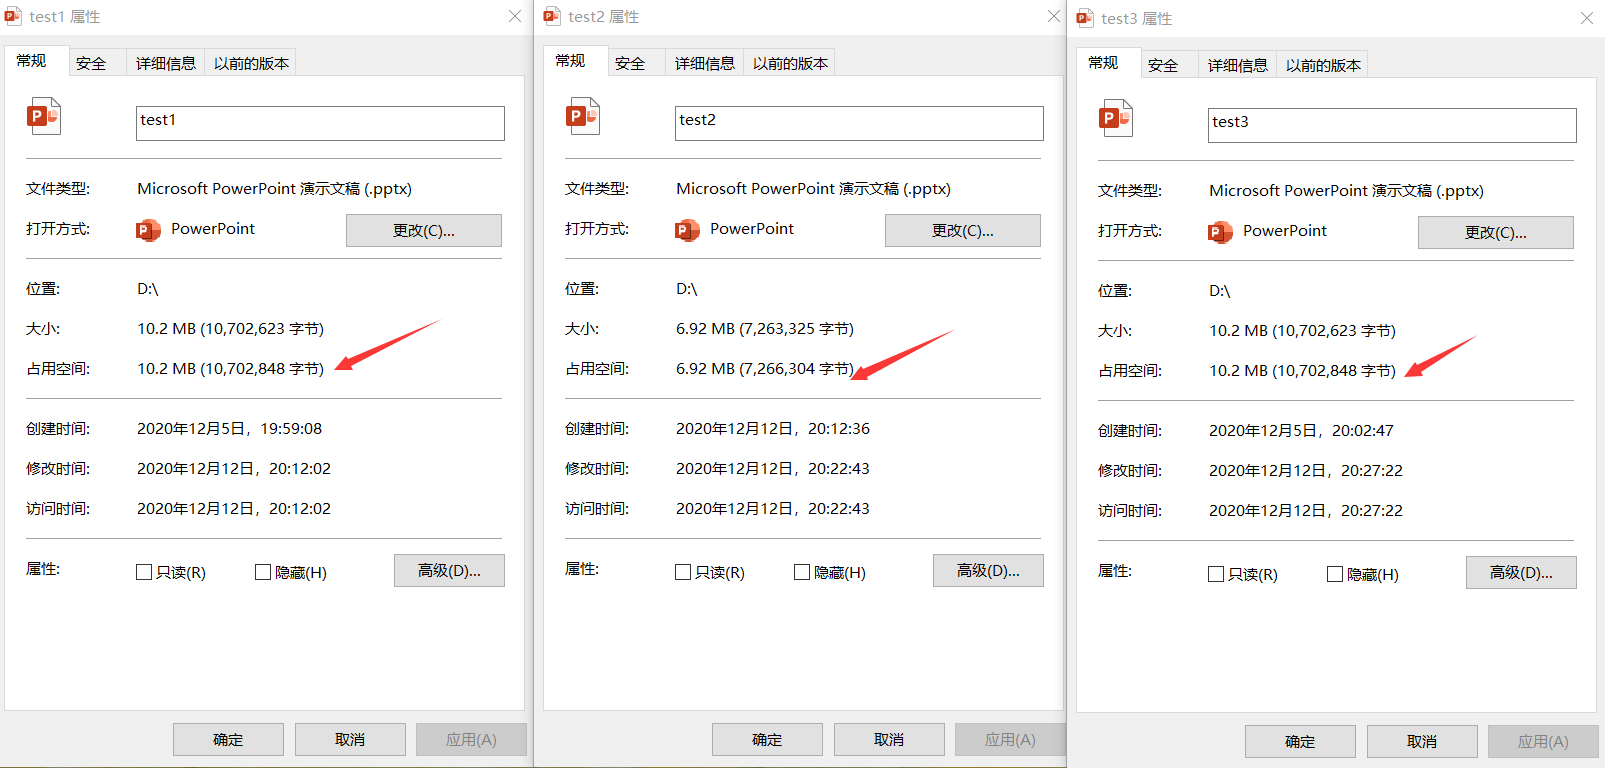 test1 属性
常规
安全
详细信息
以前的版本
test1
文件类型:
Microsoft PowerPoint 演示文稿 (.pptx)
打开方式:
PowerPoint
更改(C)...
位置:
D:\
大小:
10.2 MB (10,702,623 字节)
占用空间:
10.2 MB (10,702,848 字节)
创建时间:
2020年12月5日，19:59:08
修改时间:
2020年12月12日，20:12:02
访问时间:
2020年12月12日，20:12:02
属性:
只读(R)
隐藏(H)
高级(D)...
确定
取消
应用(A)
test2 属性
常规
安全
详细信息
以前的版本
test2
文件类型:
Microsoft PowerPoint 演示文稿 (.pptx)
打开方式:
PowerPoint
更改(C)...
位置:
D:\
大小:
6.92 MB (7,263,325 字节)
占用空间:
6.92 MB (7,266,304 字节)
创建时间:
2020年12月12日，20:12:36
修改时间:
2020年12月12日，20:22:43
访问时间:
2020年12月12日，20:22:43
属性:
只读(R)
隐藏(H)
高级(D)...
确定
取消
应用(A)
test3 属性
常规
安全
详细信息
以前的版本
test3
文件类型:
Microsoft PowerPoint 演示文稿 (.pptx)
打开方式:
PowerPoint
更改(C)...
位置:
D:\
大小:
10.2 MB (10,702,623 字节)
占用空间:
10.2 MB (10,702,848 字节)
创建时间:
2020年12月5日，20:02:47
修改时间:
2020年12月12日，20:27:22
访问时间:
2020年12月12日，20:27:22
属性:
只读(R)
隐藏(H)
高级(D)...
确定
取消
应用(A)